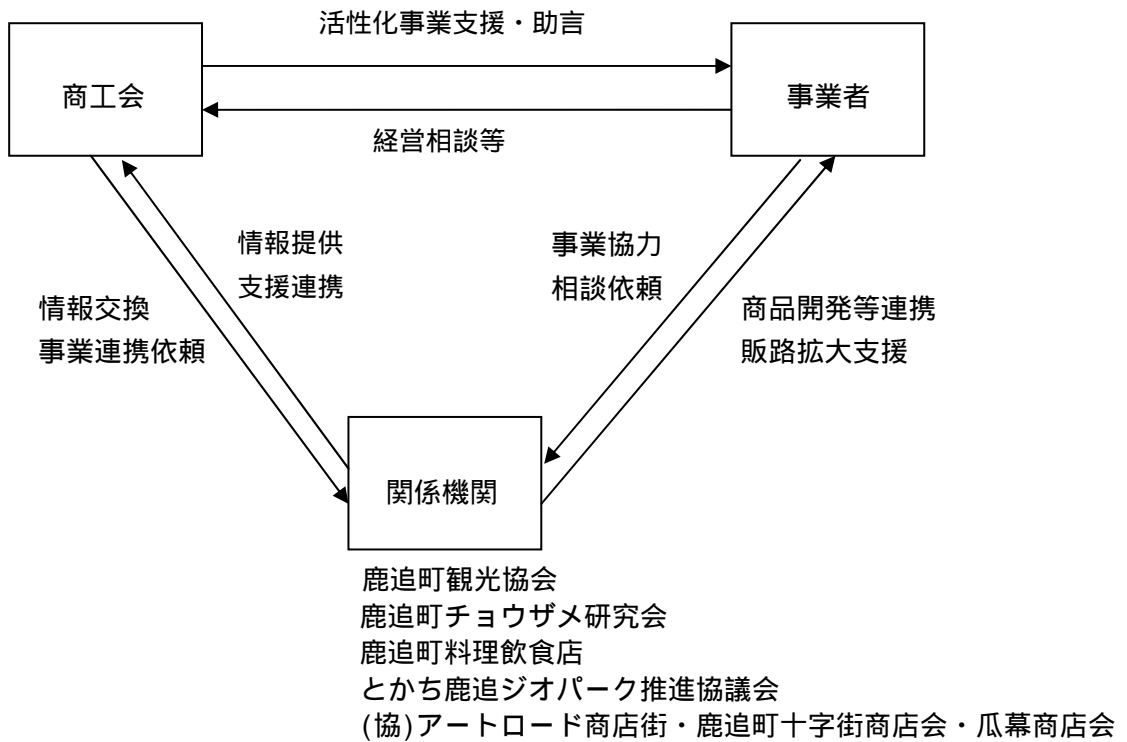 活性化事業支援・助言
商工会
事業者
経営相談等
情報提供
支援連携
事業協力
相談依頼
情報交換
事業連携依頼
商品開発等連携
販路拡大支援
関係機関
鹿追町観光協会
鹿追町チョウザメ研究会
鹿追町料理飲食店
とかち鹿追ジオパーク推進協議会
(協)アートロード商店街・鹿追町十字街商店会・瓜幕商店会